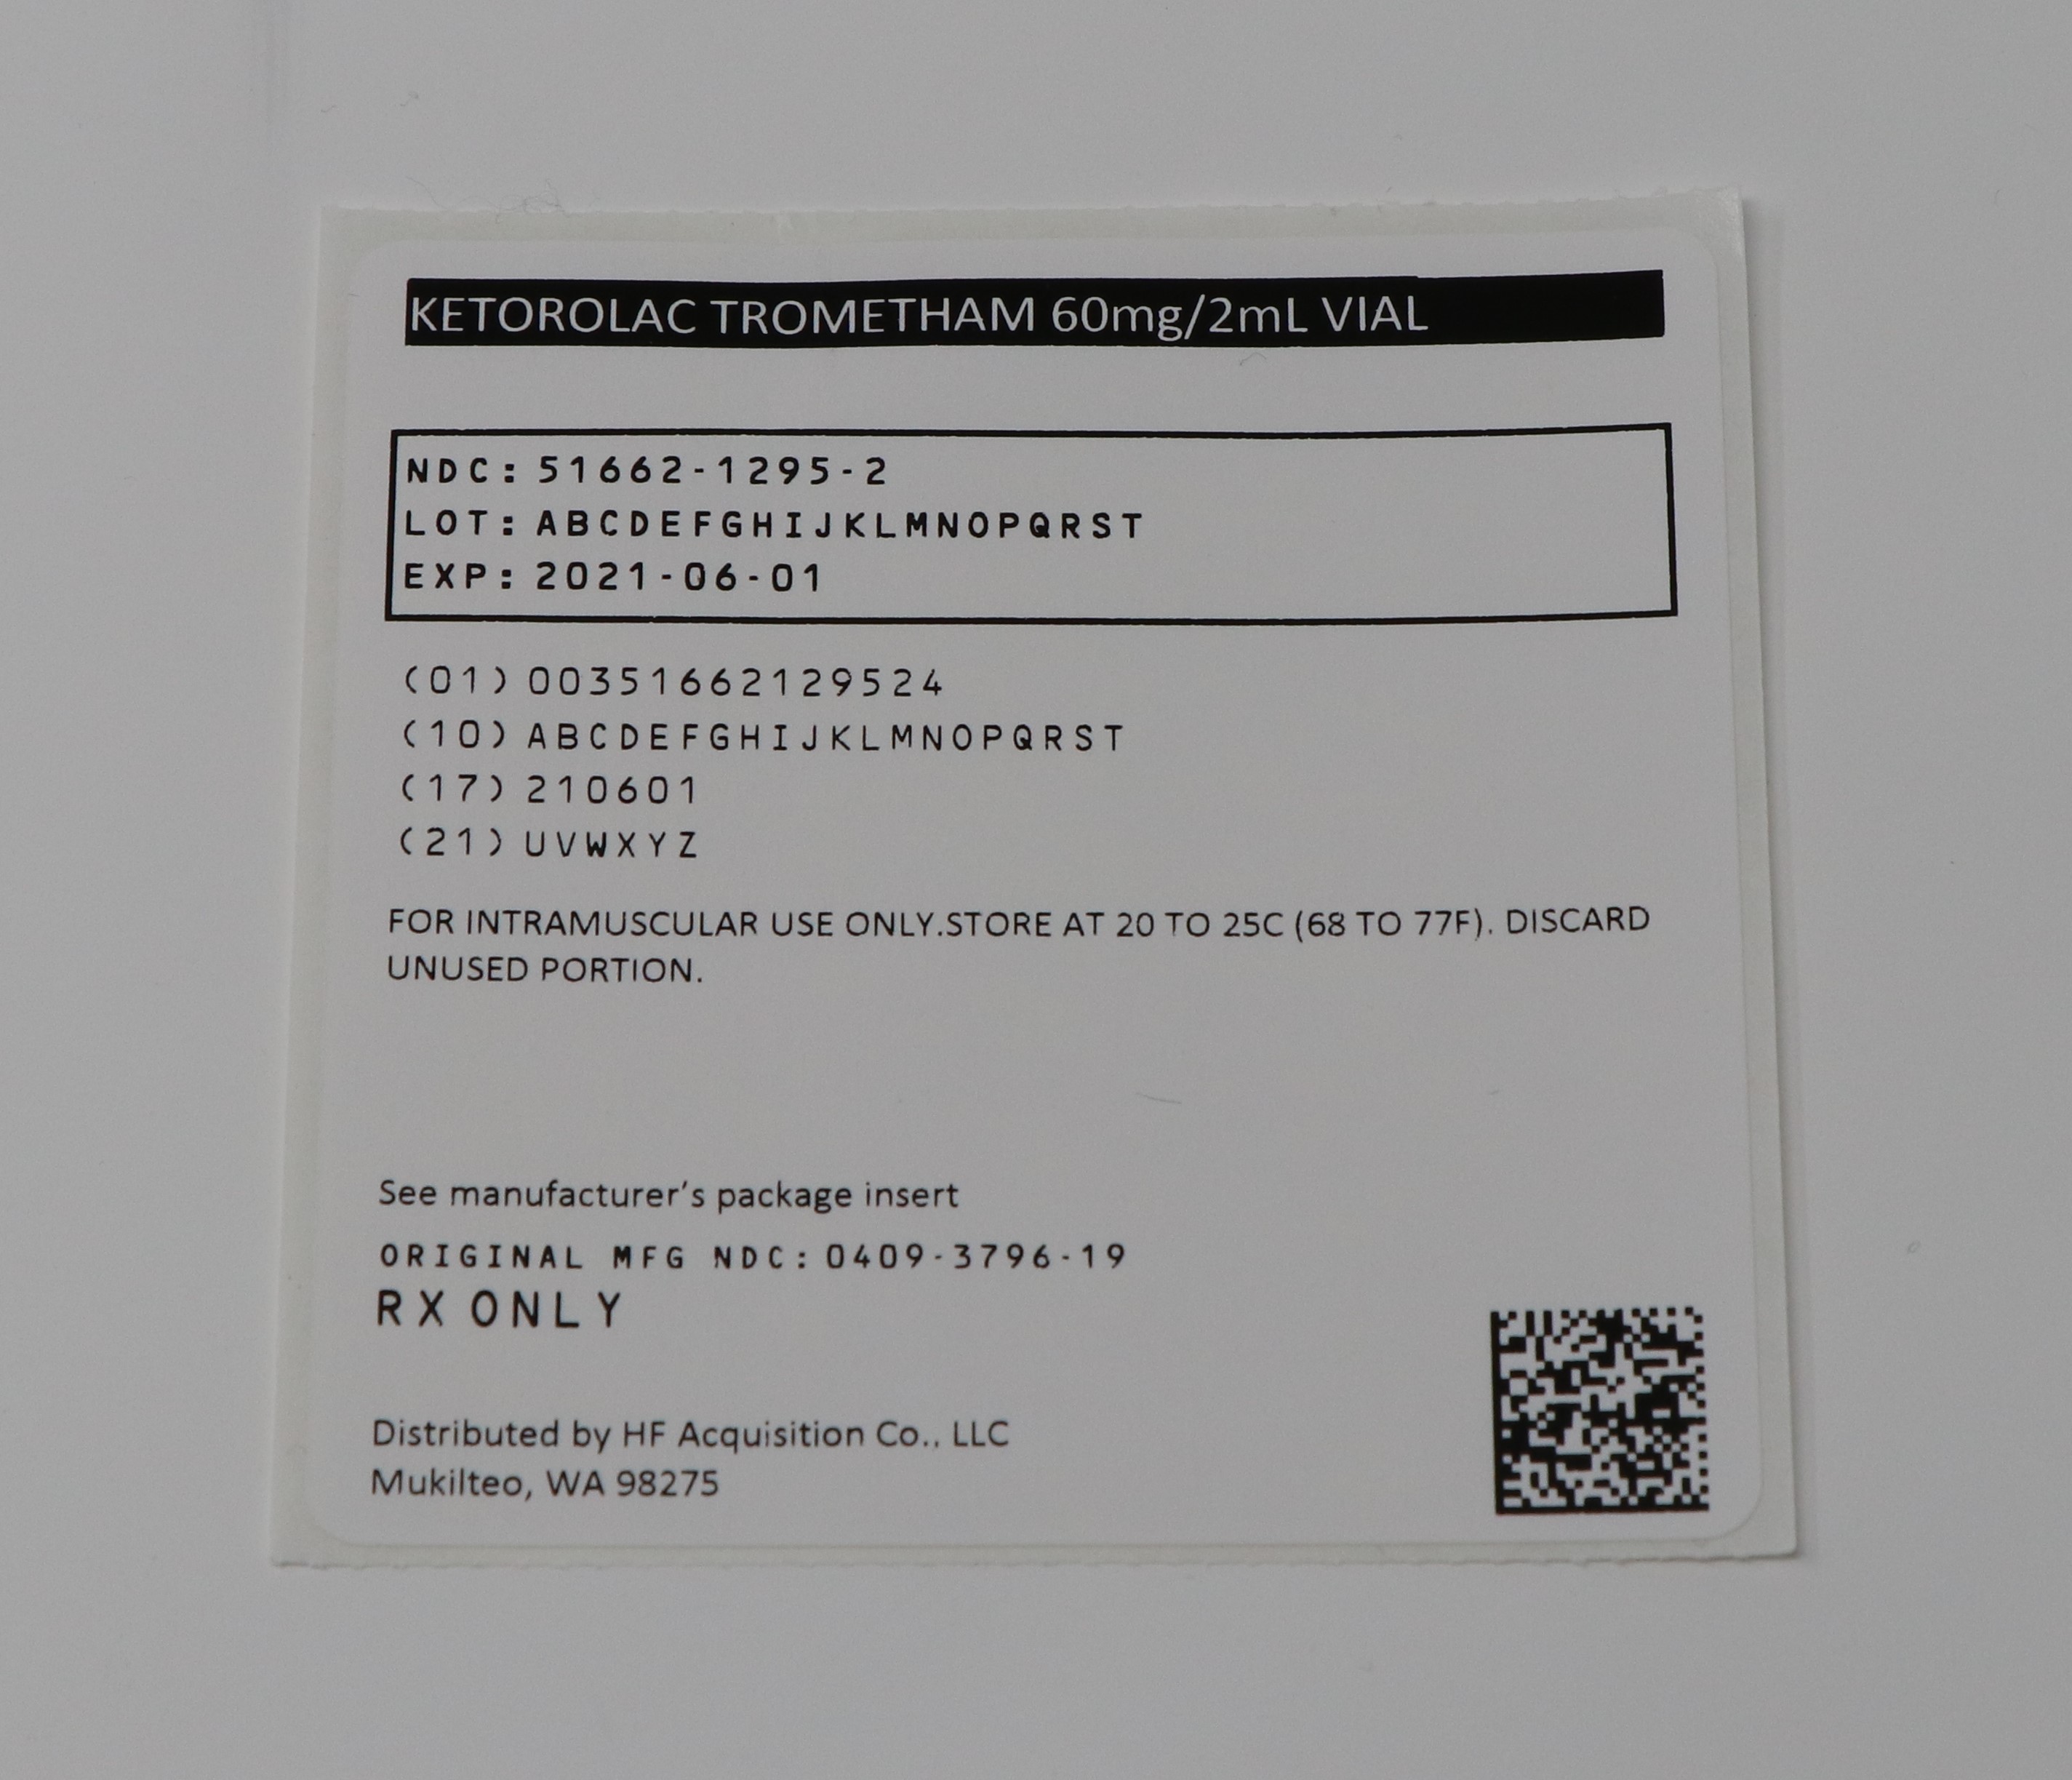 KETOROLAC TROMETHAM 60mg/2mL VIAL
NDC: 51662-1295-2
LOT: ABCDEFGHIJKLMNOPQRST
EXP: 2021-06-01
(01) 00351662129524
(10) ABCDEFGHIJKLMNOPQRST
(17) 210601
(21) UVWXYZ
FOR INTRAMUSCULAR USE ONLY.STORE AT 20 TO 25C (68 TO 77F). DISCARD
UNUSED PORTION.
See manufacturer's package insert
ORIGINAL MFG NDC: 0409-3796-19
RX ONLY
Distributed by HF Acquisition Co., LLC
Mukilteo, WA 98275